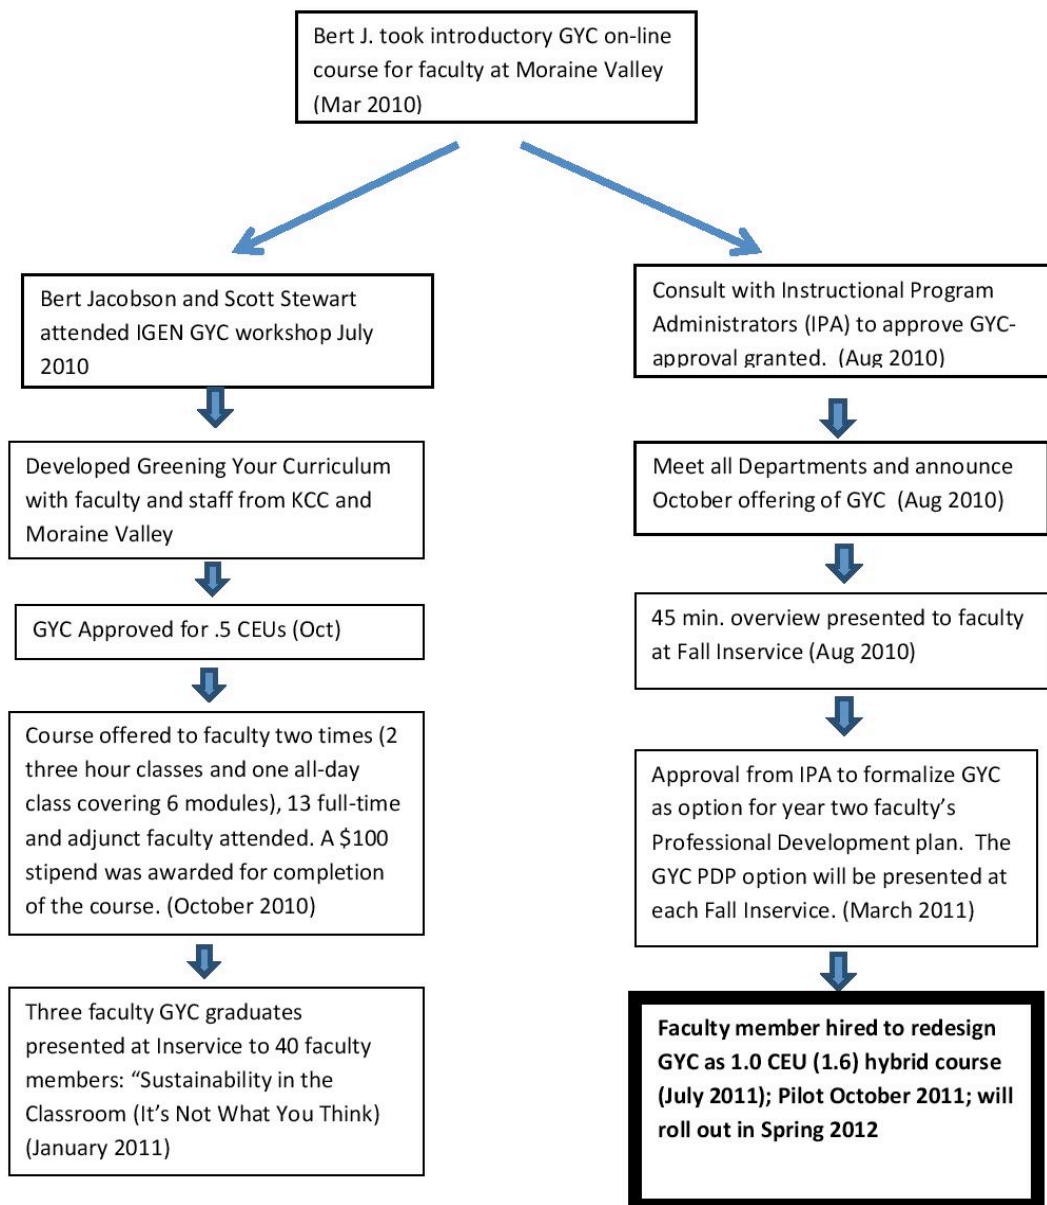 Bert J. took introductory GYC on-line
course for faculty at Moraine Valley
(Mar 2010)
Bert Jacobson and Scott Stewart
attended IGEN GYC workshop July
2010
Developed Greening Your Curriculum
with faculty and staff from KCC and
Moraine Valley
GYC Approved for .5 CEUs (Oct)
Course offered to faculty two times (2
three hour classes and one all-day
class covering 6 modules), 13 full-time
and adjunct faculty attended. A $100
stipend was awarded for completion
of the course. (October 2010)
Three faculty GYC graduates
presented at Inservice to 40 faculty
members: “Sustainability in the
Classroom (It’s Not What You Think)
(January 2011)
Consult with Instructional Program
Administrators (IPA) to approve GYC-
approval granted.  (Aug 2010)
Meet all Departments and announce
October offering of GYC  (Aug 2010)
45 min. overview presented to faculty
at Fall Inservice (Aug 2010)
Approval from IPA to formalize GYC
as option for year two faculty’s
Professional Development plan.  The
GYC PDP option will be presented at
each Fall Inservice. (March 2011)
Faculty member hired to redesign
GYC as 1.0 CEU (1.6) hybrid course
(July 2011); Pilot October 2011; will
roll out in Spring 2012